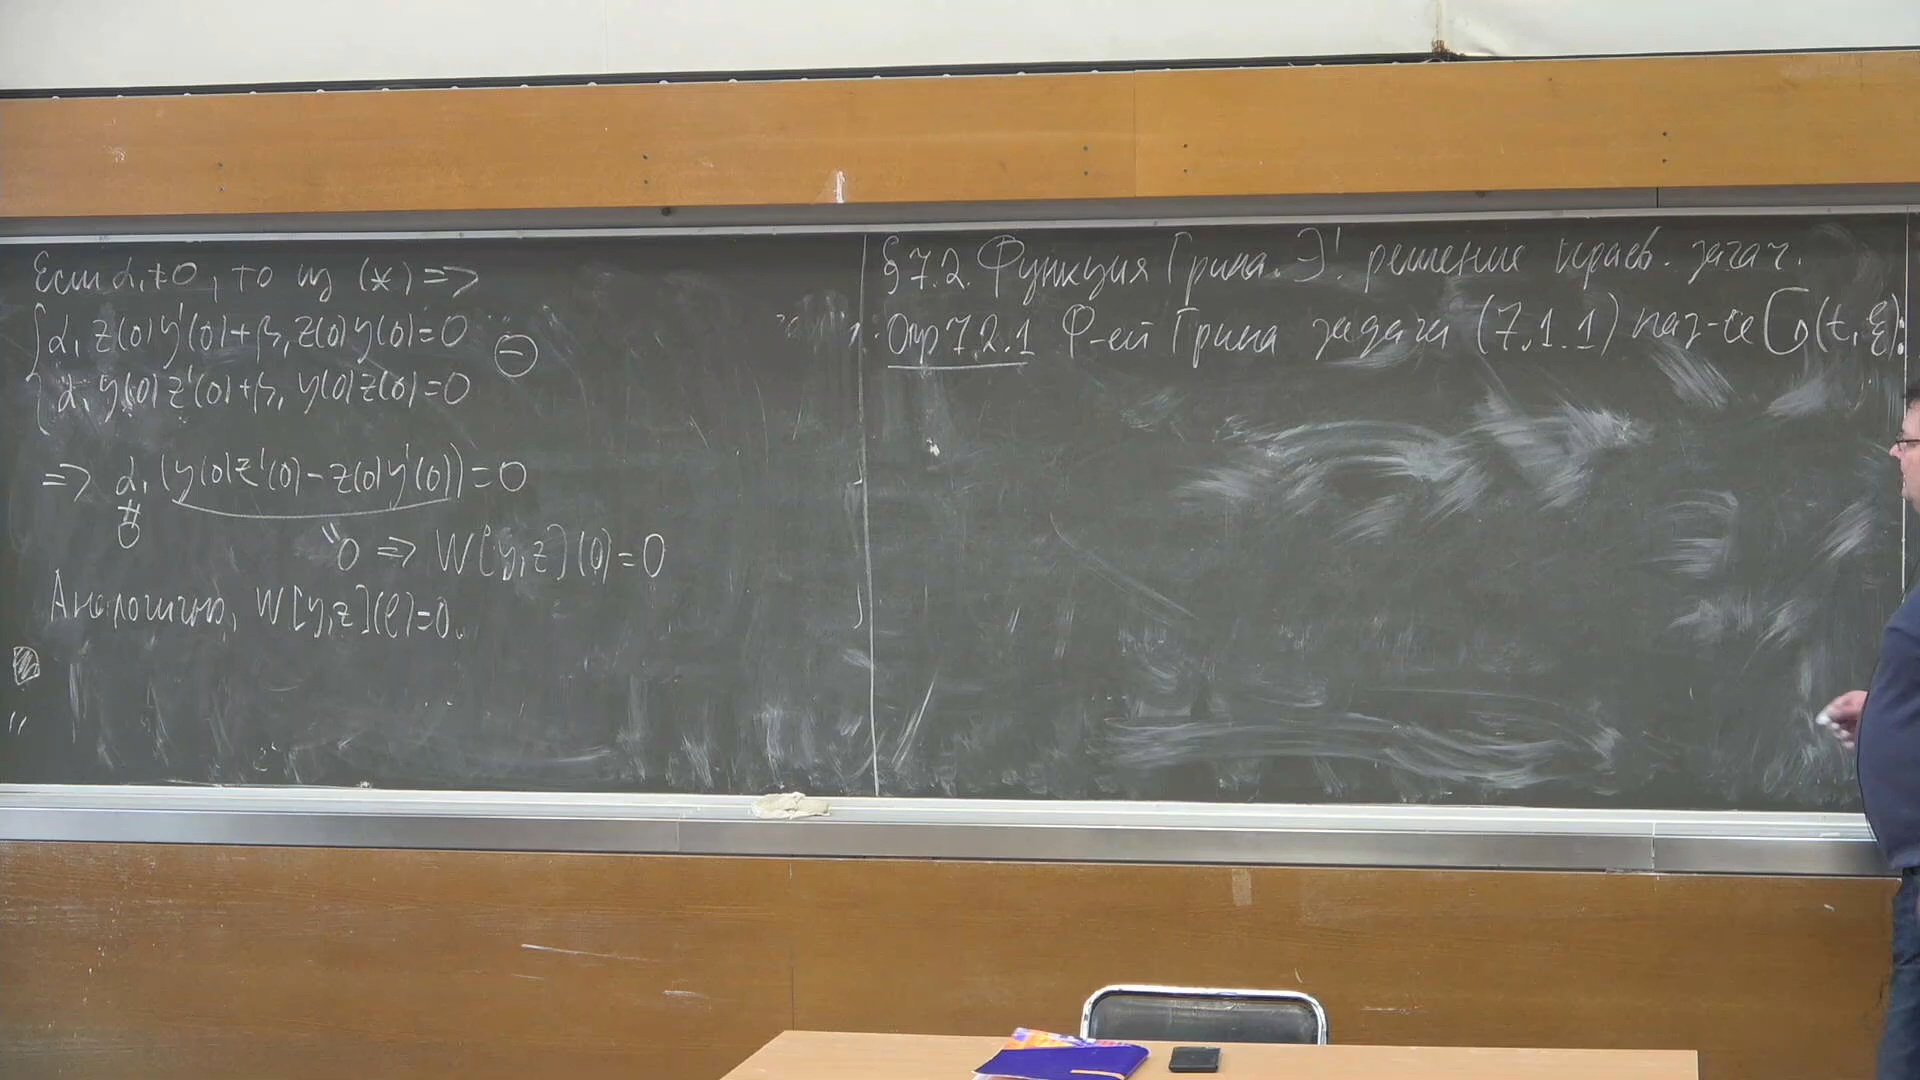 Если α₁≠0, то из (*) =>
{ α₁ z(0)y'(0)+β₁ z(0)y(0)=0
{ α₁ y(0)z'(0)+β₁ y(0)z(0)=0
⊖
=> α₁ (y(0)z'(0)−z(0)y'(0))=0
≠
0
"
0 => W[y,z](0)=0
Аналогично, W[y,z](l)=0.
§7.2. Функция Грина. ∃! решения краев. задач.
Опр 7.2.1 Ф-ей Грина задачи (7.1.1) наз-ся G(t,ξ):